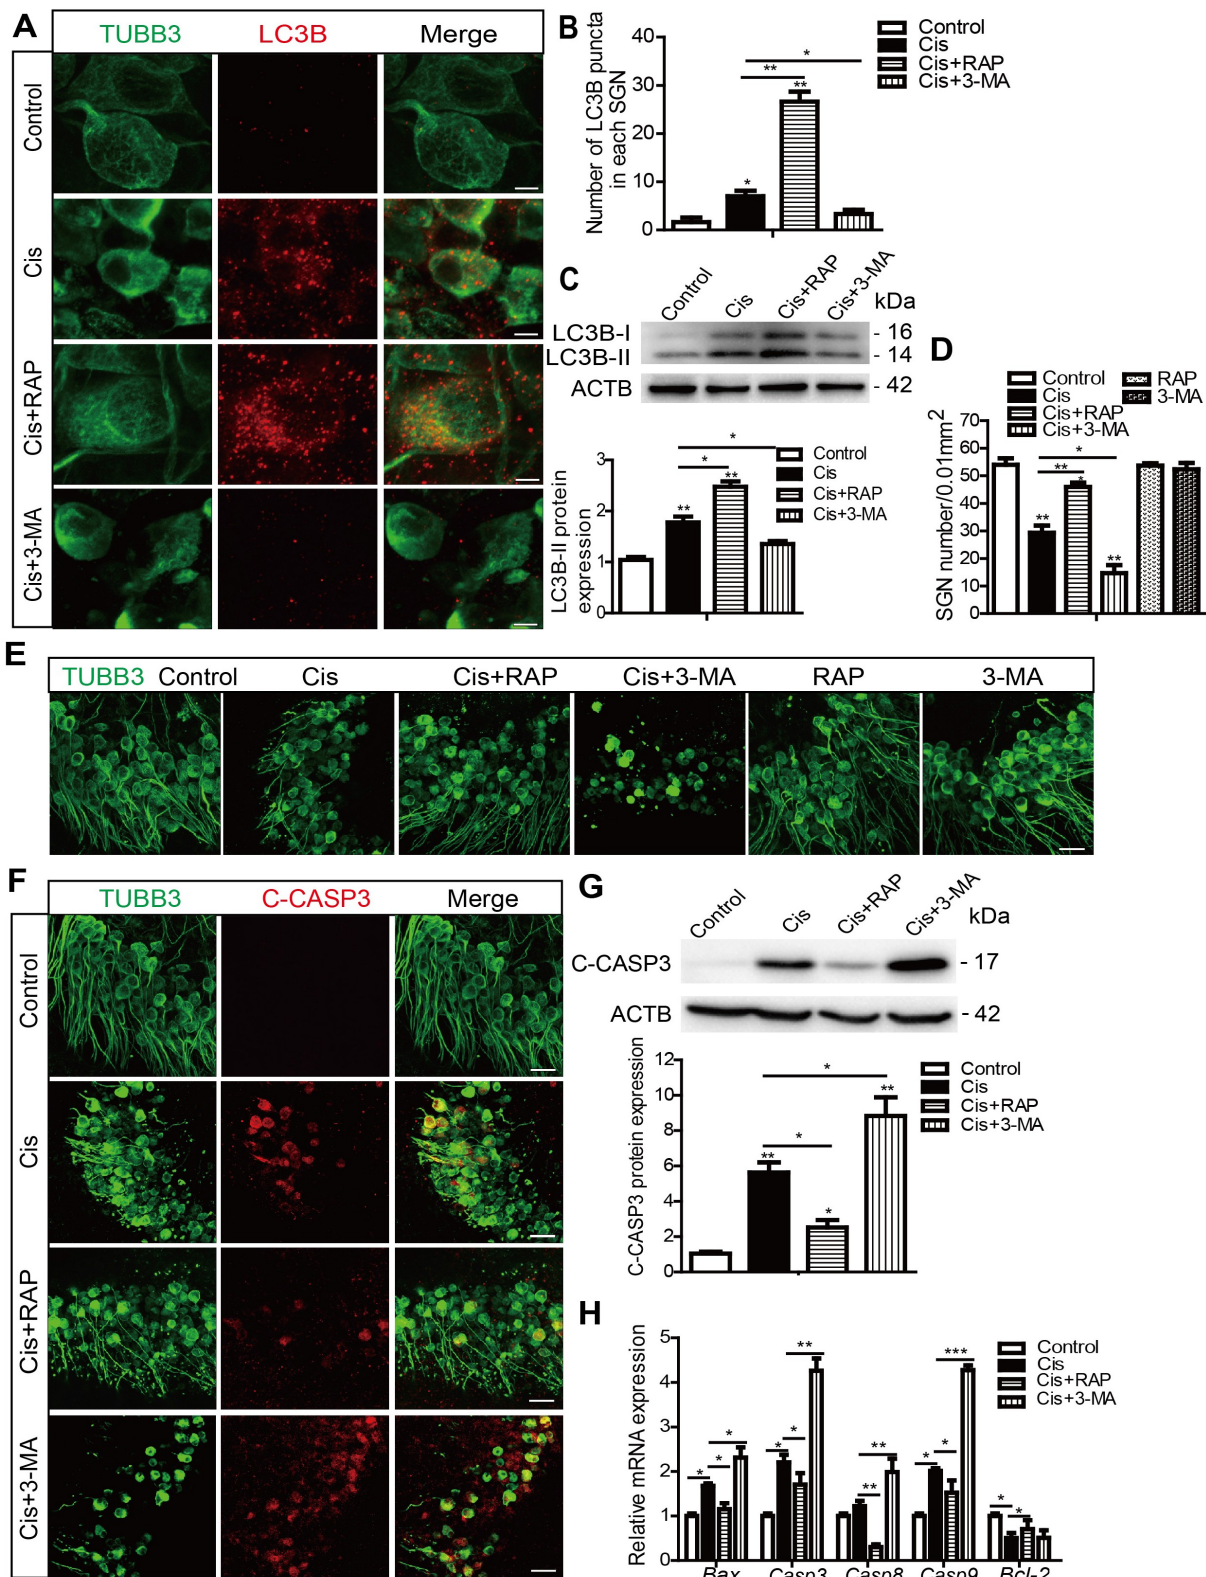 A
TUBB3 LC3B Merge
Control
Cis
Cis+RAP
Cis+3-MA
B
Number of LC3B puncta
in each SGN
40
30
20
10
0
*
**
**
*
Control
Cis
Cis+RAP
Cis+3-MA
C
Control Cis Cis+RAP Cis+3-MA kDa
LC3B-I - 16
LC3B-II - 14
ACTB - 42
LC3B-II protein
expression
3
2
1
0
*
*
**
**
Control
Cis
Cis+RAP
Cis+3-MA
D
Control RAP
Cis 3-MA
Cis+RAP
Cis+3-MA
SGN number/0.01mm2
70
60
50
40
30
20
10
0
*
**
*
**
**
E
TUBB3 Control Cis Cis+RAP Cis+3-MA RAP 3-MA
F
TUBB3 C-CASP3 Merge
Control
Cis
Cis+RAP
Cis+3-MA
G
Control Cis Cis+RAP Cis+3-MA kDa
C-CASP3 - 17
ACTB - 42
C-CASP3 protein expression
12
10
8
6
4
2
0
*
**
*
**
*
Control
Cis
Cis+RAP
Cis+3-MA
H
Relative mRNA expression
5
4
3
2
1
0
* * *
* * **
** **
* * ***
* *
Control
Cis
Cis+RAP
Cis+3-MA
Bax Casp3 Casp8 Casp9 Bcl-2